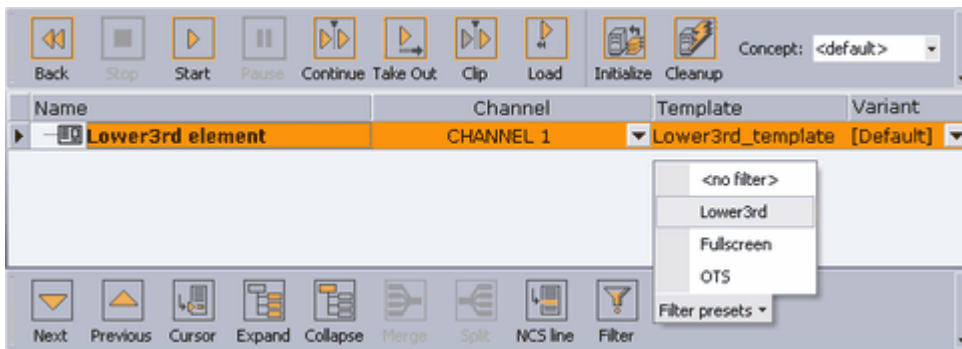 Back Stop Start Pause Continue Take Out Clip Load Initialize Cleanup Concept: <default>
Name Channel Template Variant
Lower3rd element CHANNEL 1 Lower3rd_template [Default]
<no filter>
Lower3rd
Fullscreen
OTS
Filter presets
Next Previous Cursor Expand Collapse Merge Split NCS line Filter